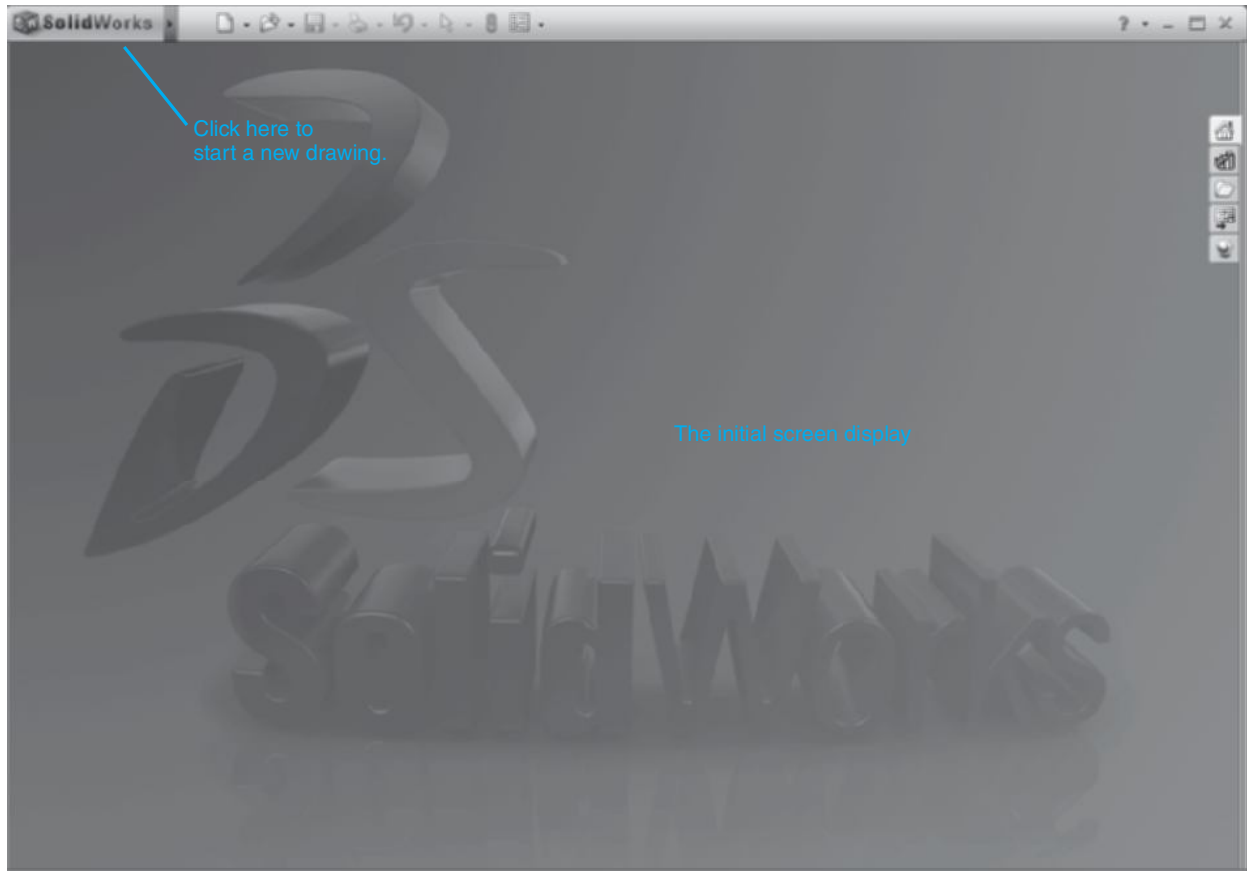 SolidWorks
?
Click here to
start a new drawing.
The initial screen display
SolidWorks